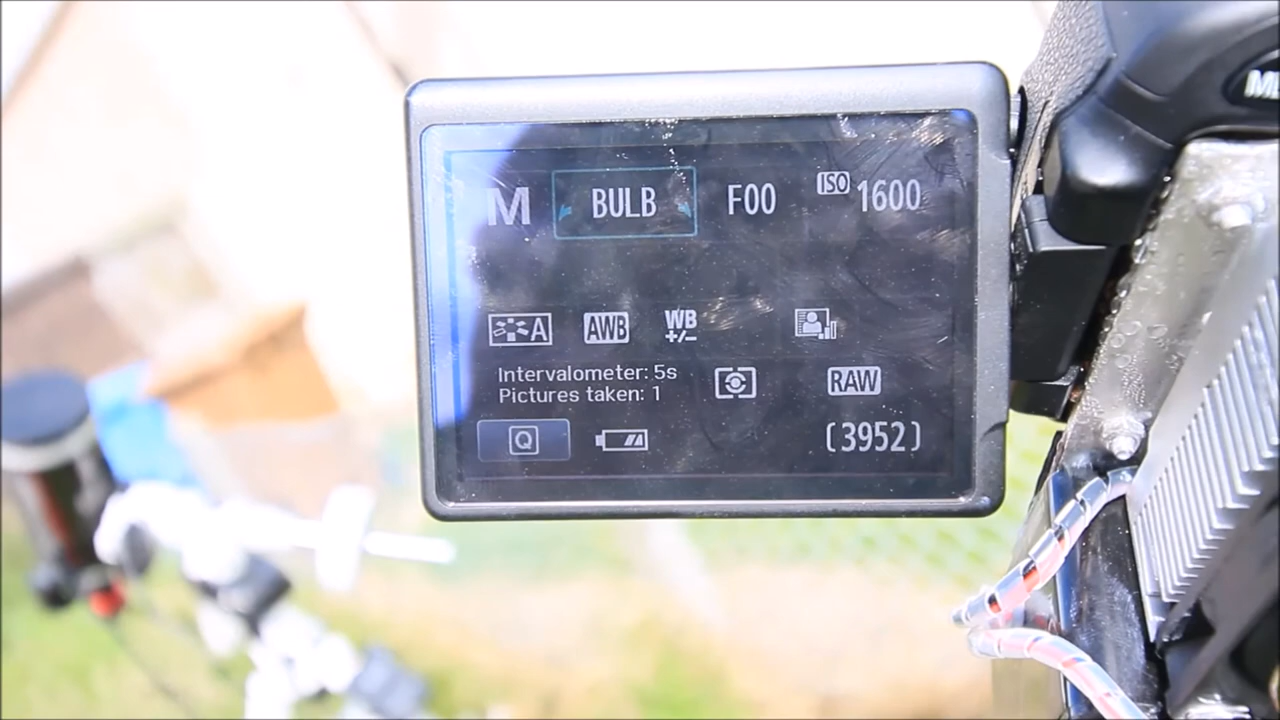 M BULB F00 ISO 1600
A AWB WB +/-
Intervalometer: 5s
Pictures taken: 1
RAW
Q (3952)